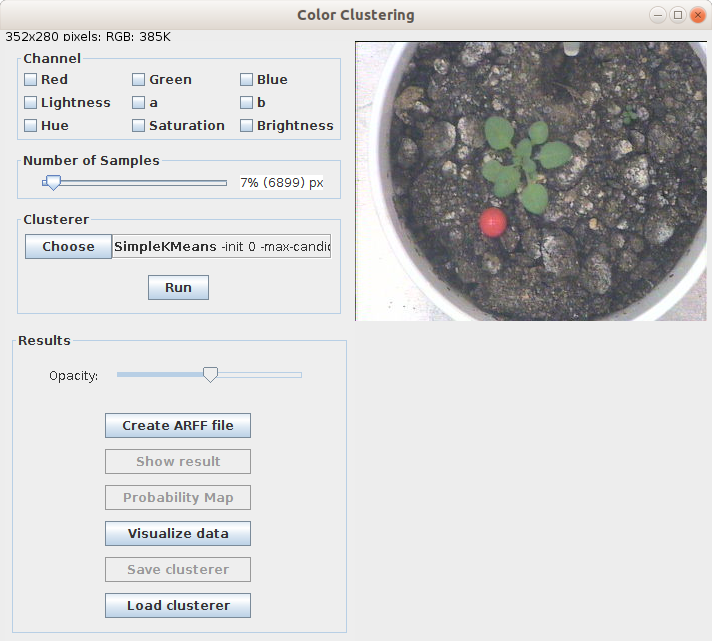 Color Clustering
352x280 pixels: RGB: 385K
Channel
Red Green Blue
Lightness a b
Hue Saturation Brightness
Number of Samples
7% (6899) px
Clusterer
Choose SimpleKMeans -init 0 -max-candic
Run
Results
Opacity:
Create ARFF file
Show result
Probability Map
Visualize data
Save clusterer
Load clusterer